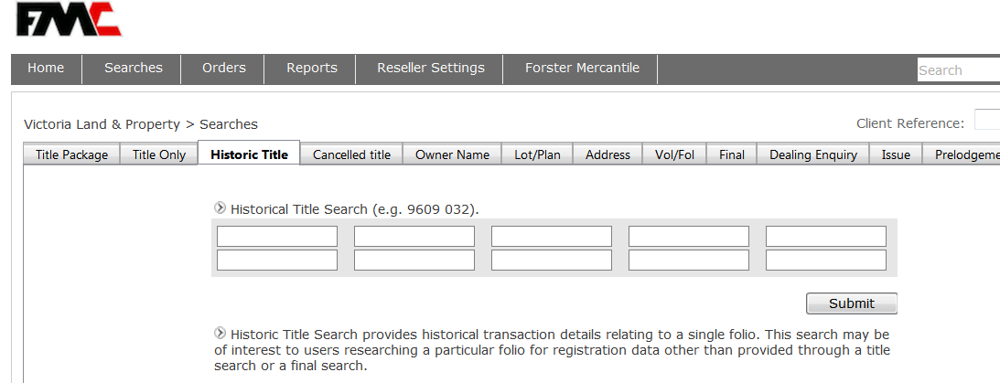 FMC
Home Searches Orders Reports Reseller Settings Forster Mercantile Search
Victoria Land & Property > Searches Client Reference:
Title Package Title Only Historic Title Cancelled title Owner Name Lot/Plan Address Vol/Fol Final Dealing Enquiry Issue Prelodgeme
Historical Title Search (e.g. 9609 032).
Submit
Historic Title Search provides historical transaction details relating to a single folio. This search may be
of interest to users researching a particular folio for registration data other than provided through a title
search or a final search.